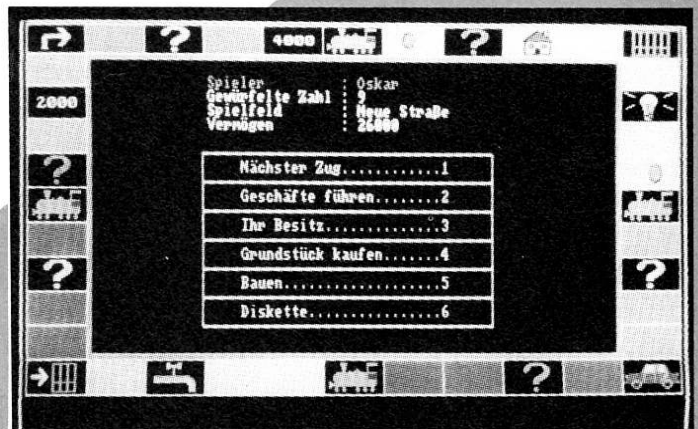 4000
2000
Spieler : Oskar
Gewürfelte Zahl : 9
Spielfeld : Neue Straße
Vermögen : 26000
Nächster Zug............1
Geschäfte führen........2
Ihr Besitz..............3
Grundstück kaufen.......4
Bauen...................5
Diskette................6